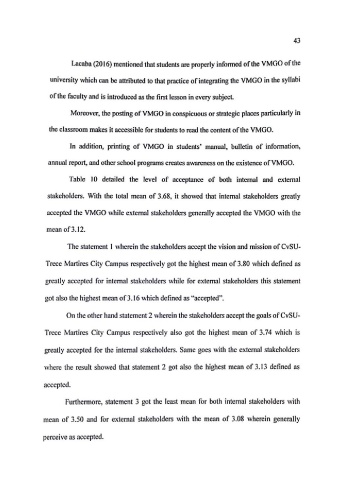 43
Lacaba (2016) mentioned that students are properly informed of the VMGO of the
university which can be attributed to that practice of integrating the VMGO in the syllabi
of the faculty and is introduced as the first lesson in every subject.
Moreover, the posting of VMGO in conspicuous or strategic places particularly in
the classroom makes it accessible for students to read the content of the VMGO.
In addition, printing of VMGO in students' manual, bulletin of information,
annual report, and other school programs creates awareness on the existence of VMGO.
Table 10 detailed the level of acceptance of both internal and external
stakeholders. With the total mean of 3.68, it showed that internal stakeholders greatly
accepted the VMGO while external stakeholders generally accepted the VMGO with the
mean of 3.12.
The statement 1 wherein the stakeholders accept the vision and mission of CvSU-
Trece Martires City Campus respectively got the highest mean of 3.80 which defined as
greatly accepted for internal stakeholders while for external stakeholders this statement
got also the highest mean of 3.16 which defined as "accepted".
On the other hand statement 2 wherein the stakeholders accept the goals of CvSU-
Trece Martires City Campus respectively also got the highest mean of 3.74 which is
greatly accepted for the internal stakeholders. Same goes with the external stakeholders
where the result showed that statement 2 got also the highest mean of 3.13 defined as
accepted.
Furthermore, statement 3 got the least mean for both internal stakeholders with
mean of 3.50 and for external stakeholders with the mean of 3.08 wherein generally
perceive as accepted.